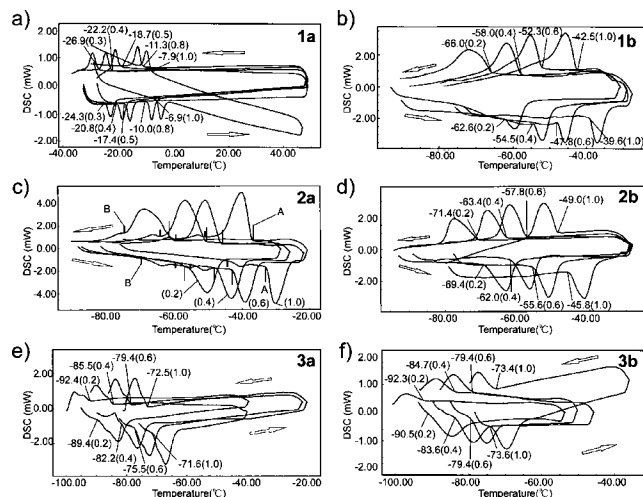 a)
1a
-22.2(0.4)
-18.7(0.5)
-26.9(0.3)
-11.3(0.8)
-7.9(1.0)
2.00
1.00
0.00
-1.00
-2.00
DSC (mW)
-24.3(0.3)
-20.8(0.4)
-17.4(0.5)
-10.0(0.8)
-6.9(1.0)
-40.00 -20.00 0.00 20.00 40.00
Temperature(℃)
b)
1b
-66.0(0.2)
-58.0(0.4)
-52.3(0.6)
-42.5(1.0)
4.00
2.00
0.00
-2.00
DSC (mW)
-62.6(0.2)
-54.5(0.4)
-47.8(0.6)
-39.6(1.0)
-80.00 -60.00 -40.00
Temperature(℃)
c)
2a
B
A
4.00
2.00
0.00
-2.00
-4.00
DSC (mW)
B
A
(0.2)
(0.4)
(0.6)
(1.0)
-80.00 -60.00 -40.00 -20.00
Temperature(℃)
d)
2b
-71.4(0.2)
-63.4(0.4)
-57.8(0.6)
-49.0(1.0)
4.00
2.00
0.00
-2.00
DSC (mW)
-69.4(0.2)
-62.0(0.4)
-55.6(0.6)
-45.8(1.0)
-80.00 -60.00 -40.00 -20.00
Temperature(℃)
e)
3a
-92.4(0.2)
-85.5(0.4)
-79.4(0.6)
-72.5(1.0)
2.00
0.00
-2.00
DSC (mW)
-89.4(0.2)
-82.2(0.4)
-75.5(0.6)
-71.6(1.0)
-100.00 -80.00 -60.00 -40.00 -20.00
Temperature(℃)
f)
3b
-92.3(0.2)
-84.7(0.4)
-79.4(0.6)
-73.4(1.0)
2.00
1.00
0.00
-1.00
2.00
DSC (mW)
-90.5(0.2)
-83.6(0.4)
-79.4(0.6)
-73.6(1.0)
-100.00 -80.00 -60.00 -40.00
Temperature(℃)